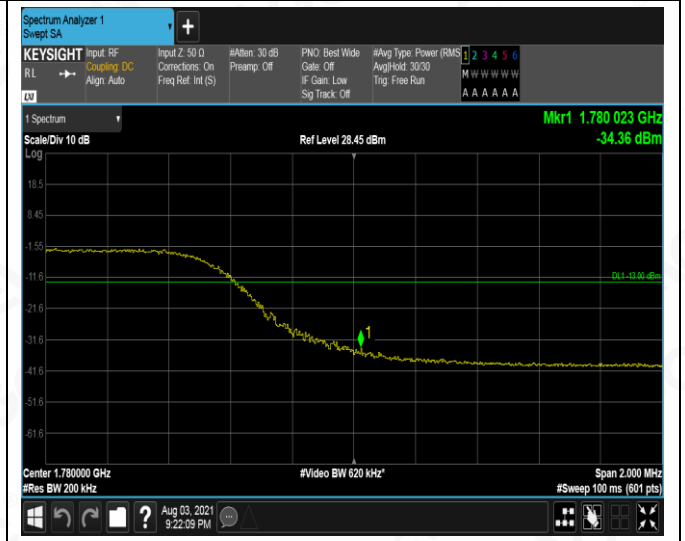 Spectrum Analyzer 1
Swept SA
+
KEYSIGHT
RL
LXI
Input: RF
Coupling: DC
Align: Auto
Input Z: 50 Ω
Corrections: On
Freq Ref: Int (S)
#Atten: 30 dB
Preamp: Off
PNO: Best Wide
Gate: Off
IF Gain: Low
Sig Track: Off
#Avg Type: Power (RMS
Avg|Hold: 30/30
Trig: Free Run
1 2 3 4 5 6
M W W W W W
A A A A A A
1 Spectrum
Scale/Div 10 dB
Ref Level 28.45 dBm
Mkr1 1.780 023 GHz
-34.36 dBm
Log
18.5
8.45
-1.55
-11.6
-21.6
-31.6
-41.6
-51.6
-61.6
DL1 -13.00 dBm
1
Center 1.780000 GHz
#Video BW 620 kHz*
Span 2.000 MHz
#Res BW 200 kHz
#Sweep 100 ms (601 pts)
?
Aug 03, 2021
9:22:09 PM